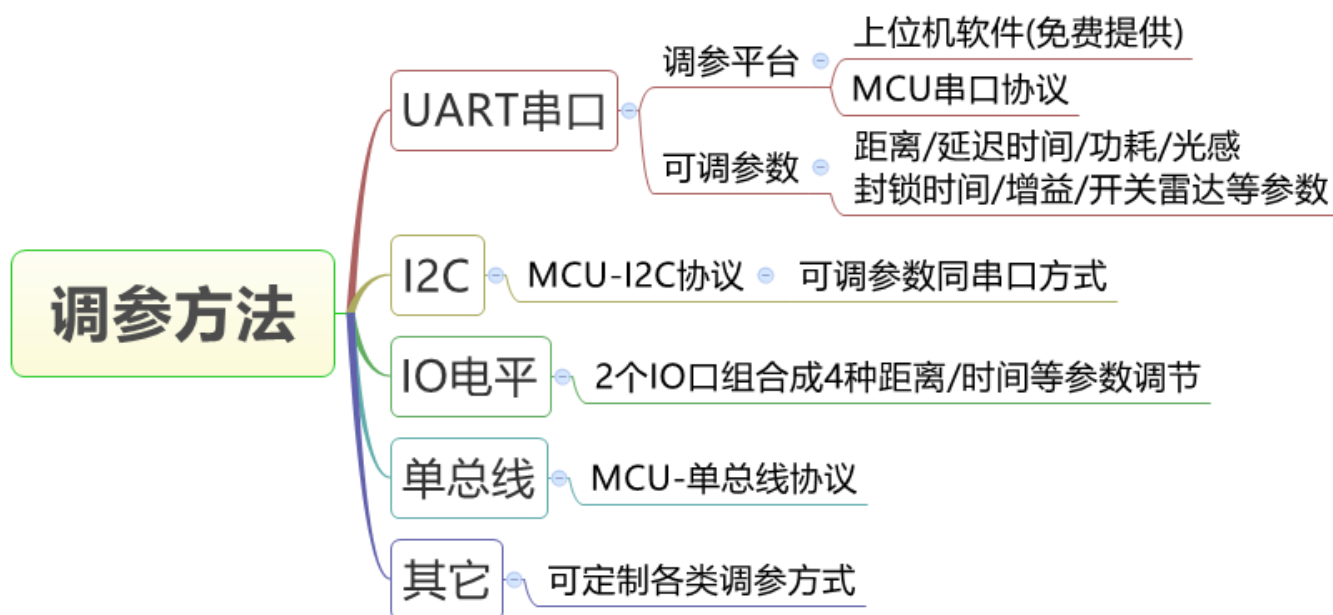 调参方法
UART串口
调参平台
上位机软件(免费提供)
MCU串口协议
可调参数
距离/延迟时间/功耗/光感
封锁时间/增益/开关雷达等参数
I2C
MCU-I2C协议
可调参数同串口方式
IO电平
2个IO口组合成4种距离/时间等参数调节
单总线
MCU-单总线协议
其它
可定制各类调参方式